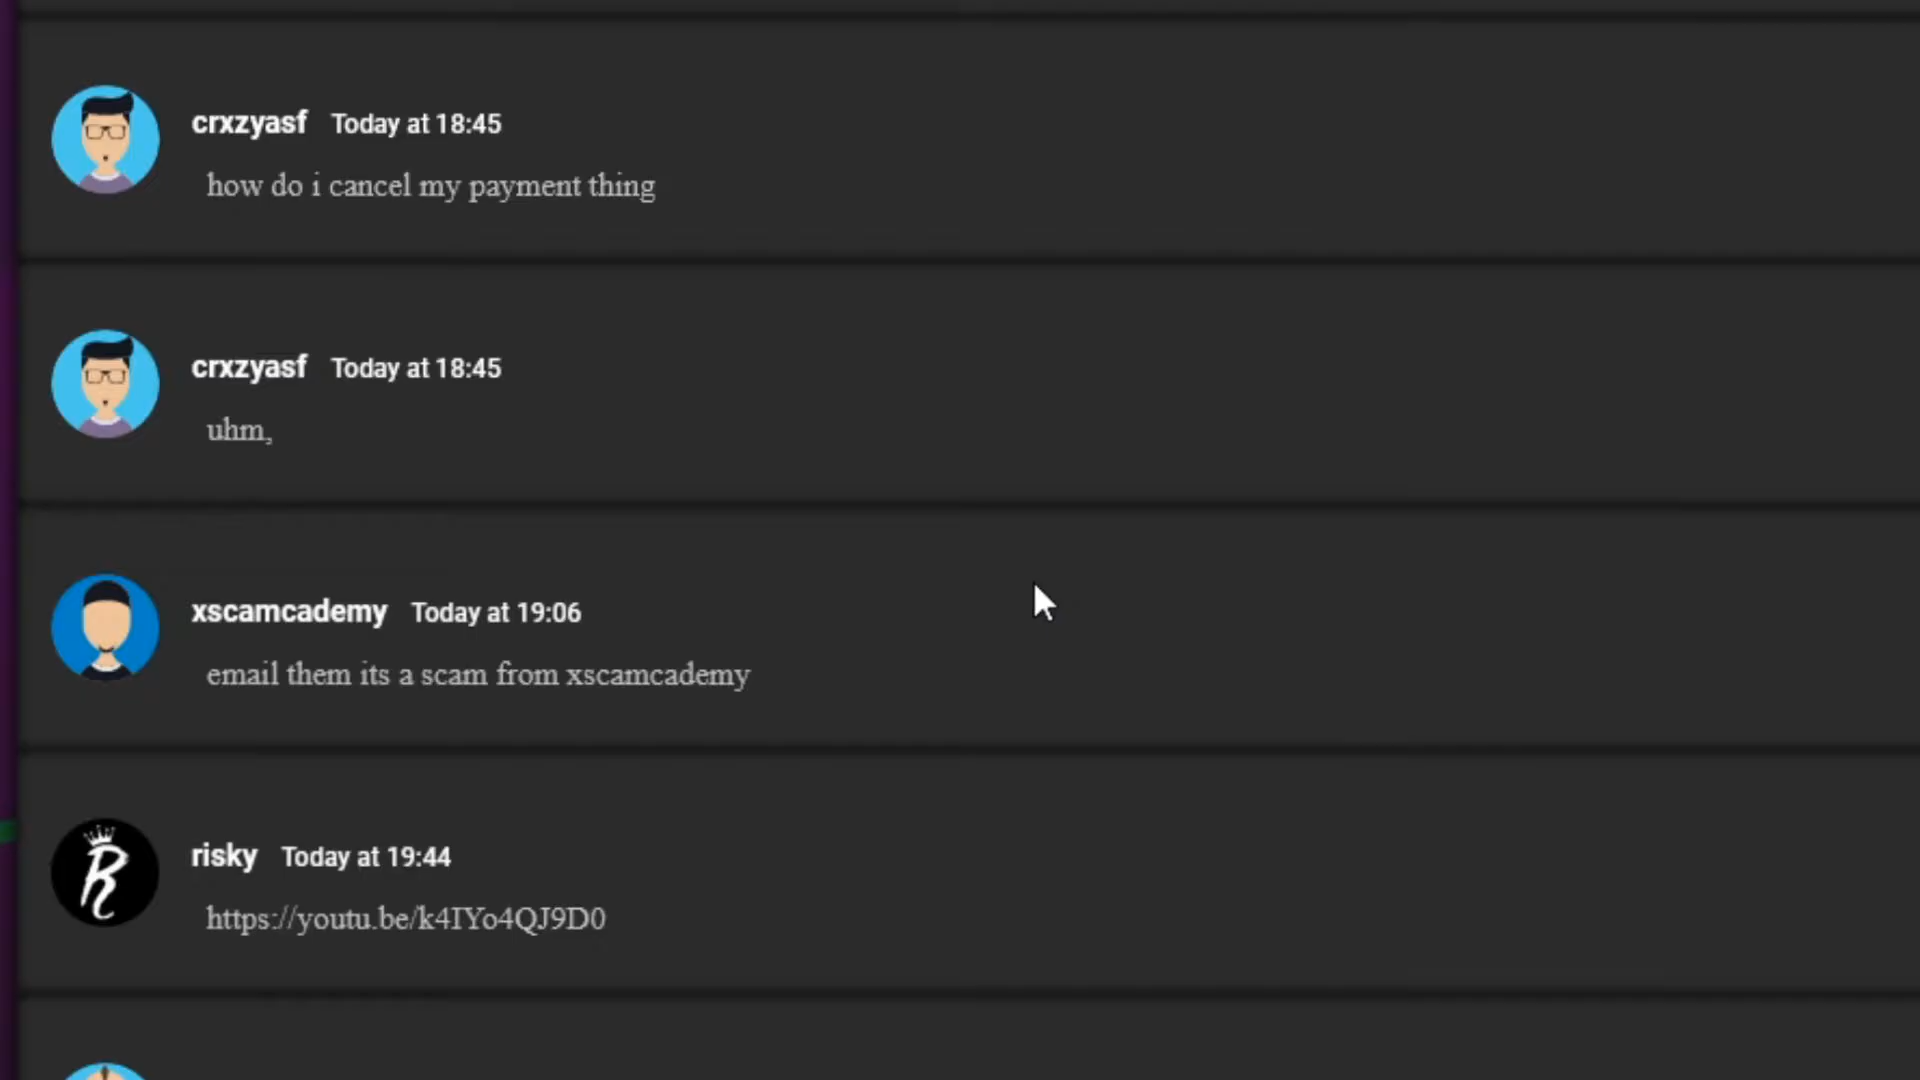 crxzyasf Today at 18:45
how do i cancel my payment thing
crxzyasf Today at 18:45
uhm,
xscamcademy Today at 19:06
email them its a scam from xscamcademy
R
risky Today at 19:44
https://youtu.be/k4IYo4QJ9D0